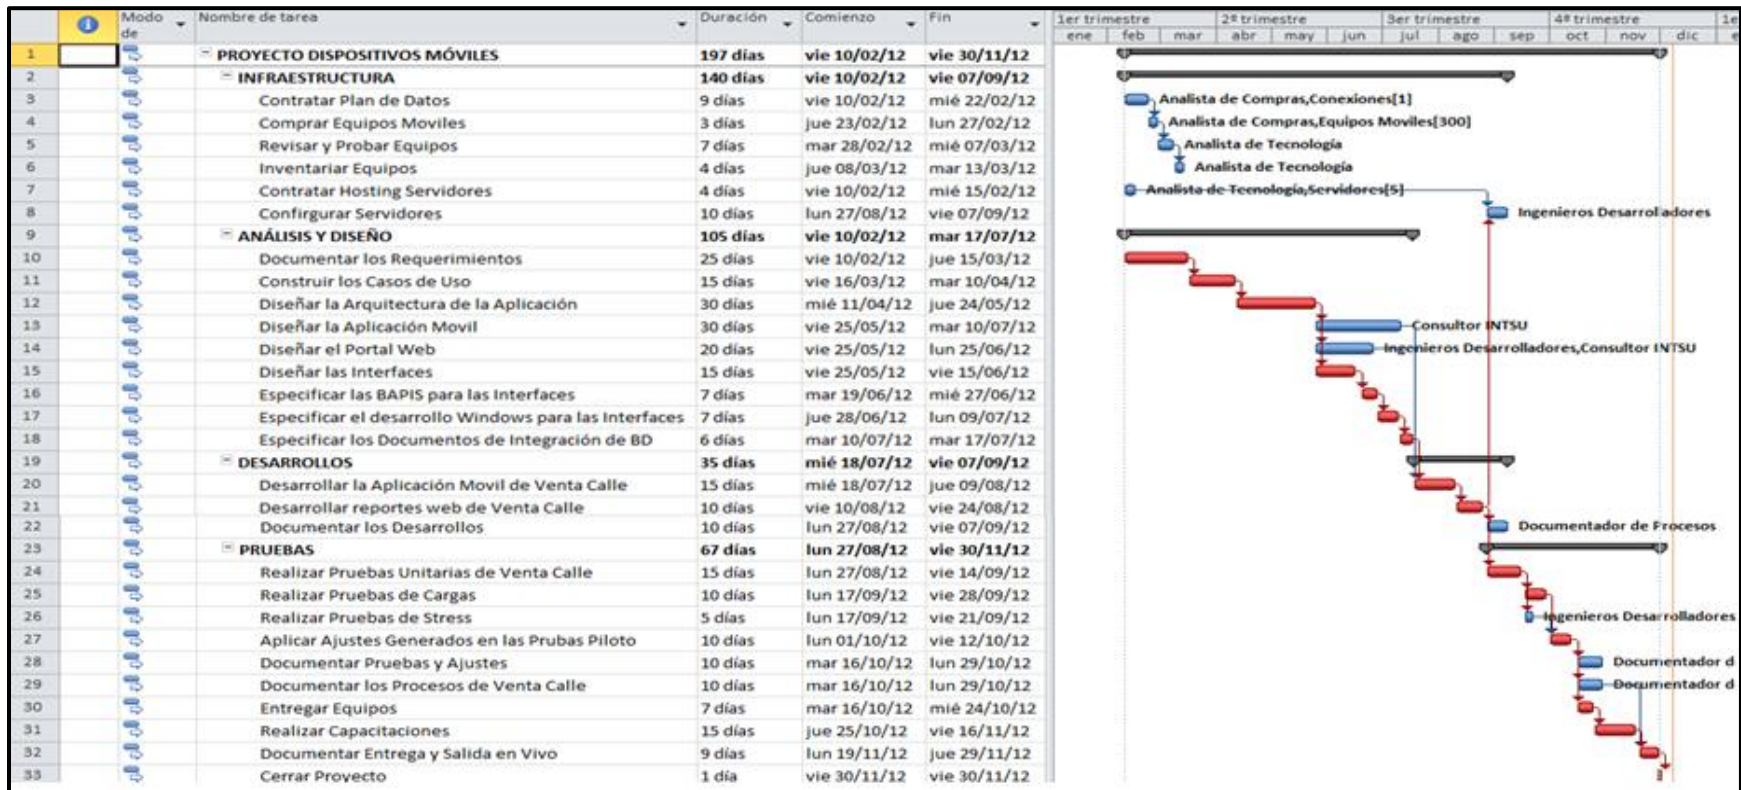 Modo de	Nombre de tarea	Duración	Comienzo	Fin	1er trimestre	2º trimestre	3er trimestre	4º trimestre	1e
ene	feb	mar	abr	may	jun	jul	ago	sep	oct	nov	dic	e
1	PROYECTO DISPOSITIVOS MÓVILES	197 días	vie 10/02/12	vie 30/11/12
2	INFRAESTRUCTURA	140 días	vie 10/02/12	vie 07/09/12
3	Contratar Plan de Datos	9 días	vie 10/02/12	mié 22/02/12	Analista de Compras,Conexiones[1]
4	Comprar Equipos Moviles	3 días	jue 23/02/12	lun 27/02/12	Analista de Compras,Equipos Moviles[300]
5	Revisar y Probar Equipos	7 días	mar 28/02/12	mié 07/03/12	Analista de Tecnología
6	Inventariar Equipos	4 días	jue 08/03/12	mar 13/03/12	Analista de Tecnología
7	Contratar Hosting Servidores	4 días	vie 10/02/12	mié 15/02/12	Analista de Tecnología,Servidores[5]
8	Confirgurar Servidores	10 días	lun 27/08/12	vie 07/09/12	Ingenieros Desarrolladores
9	ANÁLISIS Y DISEÑO	105 días	vie 10/02/12	mar 17/07/12
10	Documentar los Requerimientos	25 días	vie 10/02/12	jue 15/03/12
11	Construir los Casos de Uso	15 días	vie 16/03/12	mar 10/04/12
12	Diseñar la Arquitectura de la Aplicación	30 días	mié 11/04/12	jue 24/05/12
13	Diseñar la Aplicación Movil	30 días	vie 25/05/12	mar 10/07/12	Consultor INTSU
14	Diseñar el Portal Web	20 días	vie 25/05/12	lun 25/06/12	Ingenieros Desarrolladores,Consultor INTSU
15	Diseñar las Interfaces	15 días	vie 25/05/12	vie 15/06/12
16	Especificar las BAPIS para las Interfaces	7 días	mar 19/06/12	mié 27/06/12
17	Especificar el desarrollo Windows para las Interfaces	7 días	jue 28/06/12	lun 09/07/12
18	Especificar los Documentos de Integración de BD	6 días	mar 10/07/12	mar 17/07/12
19	DESARROLLOS	35 días	mié 18/07/12	vie 07/09/12
20	Desarrollar la Aplicación Movil de Venta Calle	15 días	mié 18/07/12	jue 09/08/12
21	Desarrollar reportes web de Venta Calle	10 días	vie 10/08/12	vie 24/08/12
22	Documentar los Desarrollos	10 días	lun 27/08/12	vie 07/09/12	Documentador de Procesos
23	PRUEBAS	67 días	lun 27/08/12	vie 30/11/12
24	Realizar Pruebas Unitarias de Venta Calle	15 días	lun 27/08/12	vie 14/09/12
25	Realizar Pruebas de Cargas	10 días	lun 17/09/12	vie 28/09/12
26	Realizar Pruebas de Stress	5 días	lun 17/09/12	vie 21/09/12	Ingenieros Desarrolladores
27	Aplicar Ajustes Generados en las Prubas Piloto	10 días	lun 01/10/12	vie 12/10/12
28	Documentar Pruebas y Ajustes	10 días	mar 16/10/12	lun 29/10/12	Documentador d
29	Documentar los Procesos de Venta Calle	10 días	mar 16/10/12	lun 29/10/12	Documentador d
30	Entregar Equipos	7 días	mar 16/10/12	mié 24/10/12
31	Realizar Capacitaciones	15 días	jue 25/10/12	vie 16/11/12
32	Documentar Entrega y Salida en Vivo	9 días	lun 19/11/12	jue 29/11/12
33	Cerrar Proyecto	1 día	vie 30/11/12	vie 30/11/12